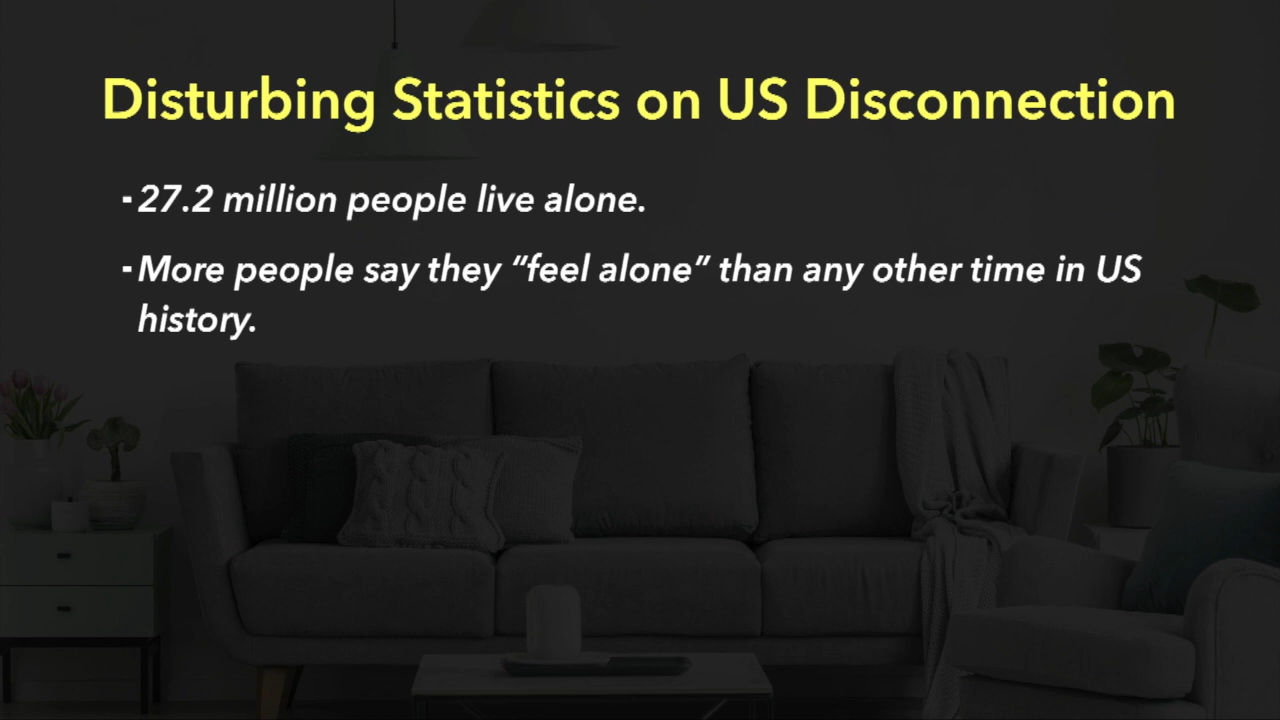 Disturbing Statistics on US Disconnection
-27.2 million people live alone.
-More people say they “feel alone” than any other time in US
history.